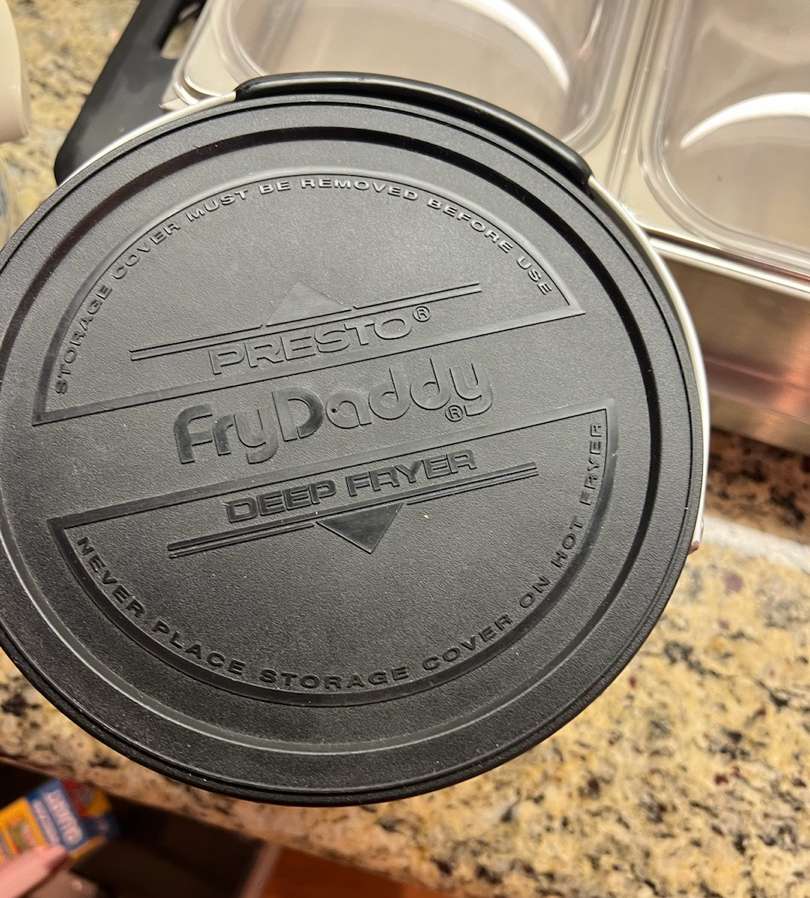 STORAGE COVER MUST BE REMOVED BEFORE USE
PRESTO®
FryDaddy®
DEEP FRYER
NEVER PLACE STORAGE COVER ON HOT FRYER